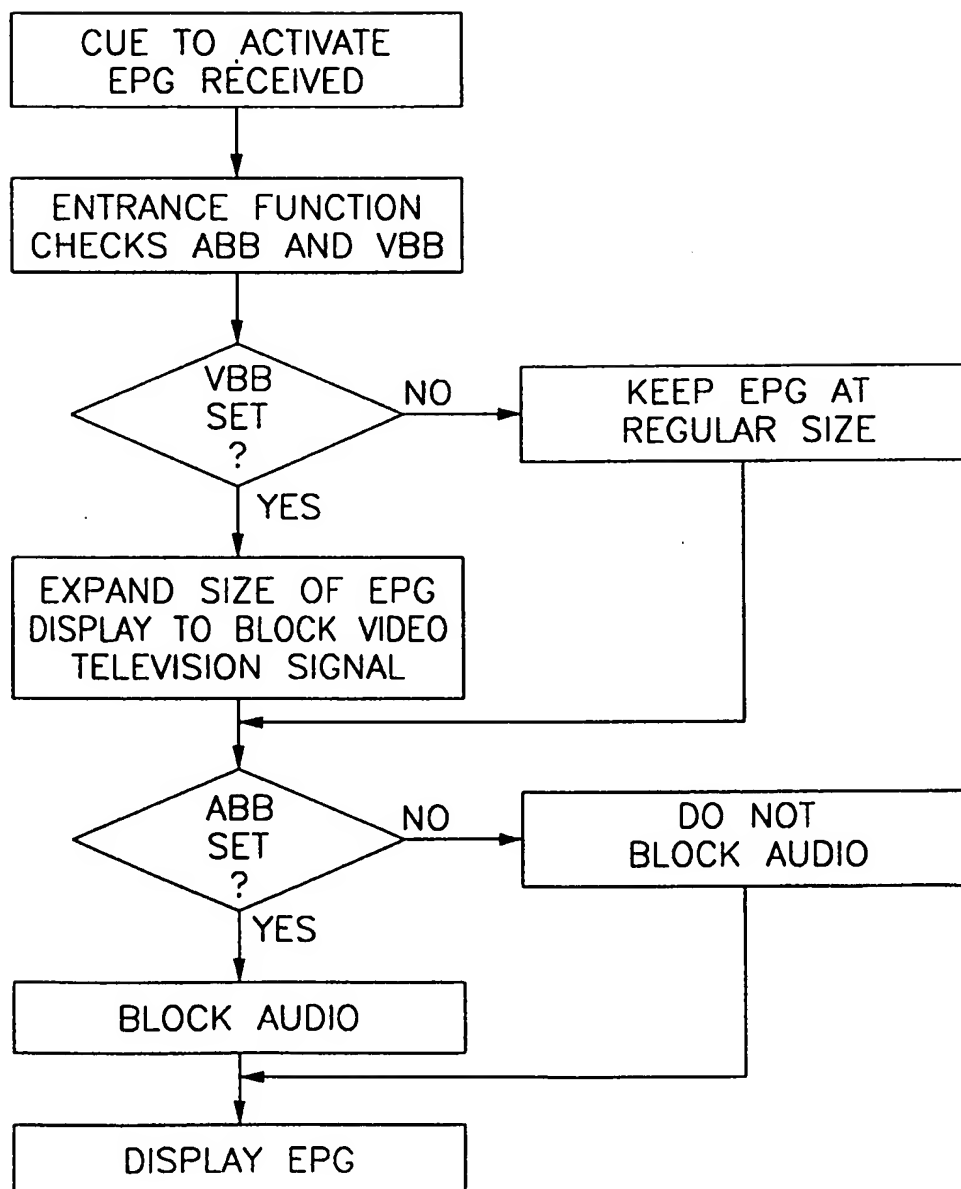 CUE TO ACTIVATE
EPG RECEIVED
ENTRANCE FUNCTION
CHECKS ABB AND VBB
VBB
SET
?
NO
KEEP EPG AT
REGULAR SIZE
YES
EXPAND SIZE OF EPG
DISPLAY TO BLOCK VIDEO
TELEVISION SIGNAL
ABB
SET
?
NO
DO NOT
BLOCK AUDIO
YES
BLOCK AUDIO
DISPLAY EPG